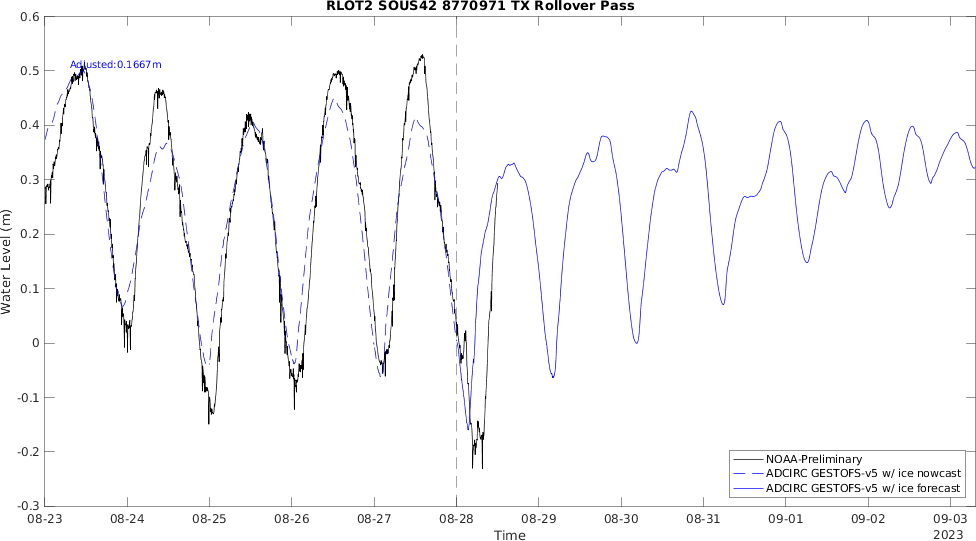 RLOT2 SOUS42 8770971 TX Rollover Pass
Adjusted:0.1667m
Water Level (m)
0.6
0.5
0.4
0.3
0.2
0.1
0
-0.1
-0.2
-0.3
NOAA-Preliminary
ADCIRC GESTOFS-v5 w/ ice nowcast
ADCIRC GESTOFS-v5 w/ ice forecast
08-23 08-24 08-25 08-26 08-27 08-28 08-29 08-30 08-31 09-01 09-02 09-03
Time
2023